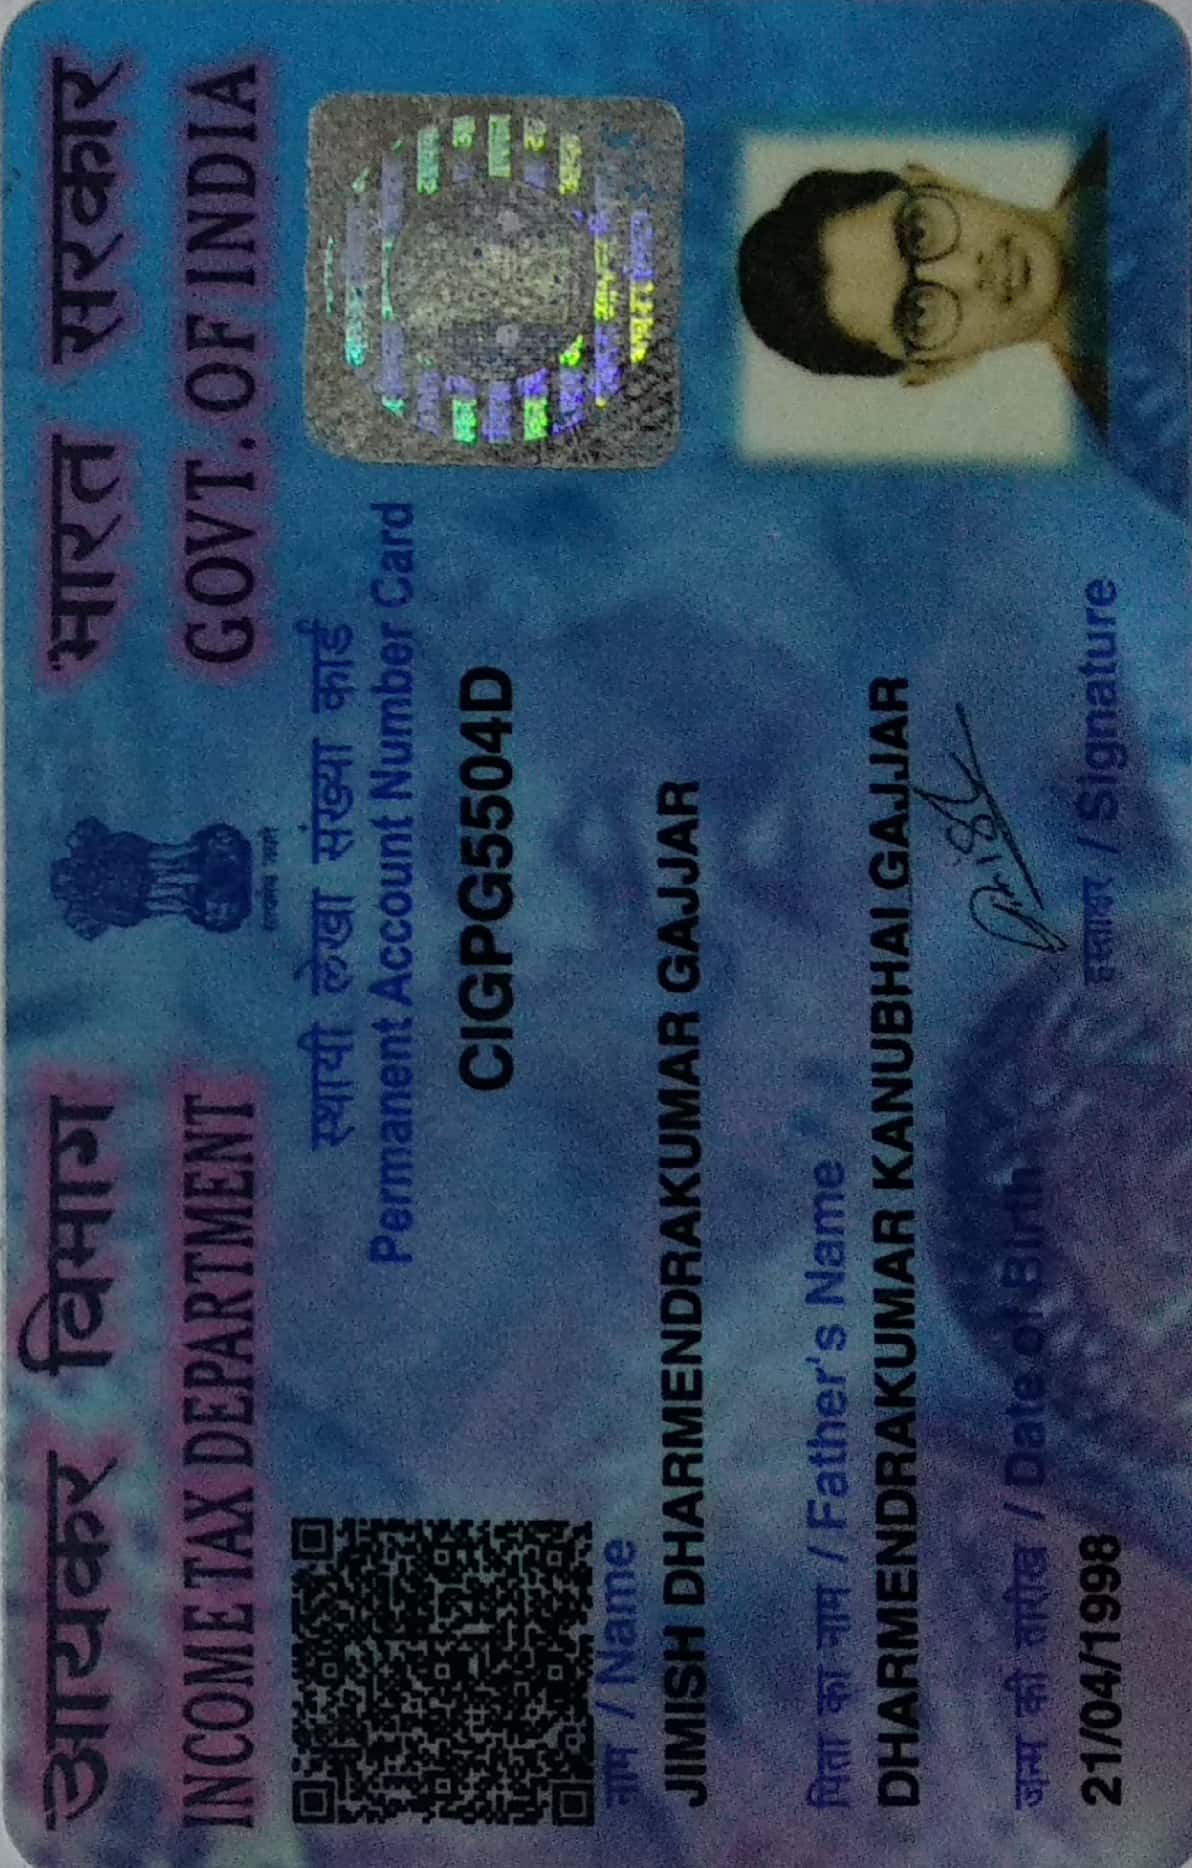 आयकर विभाग
भारत सरकार
INCOME TAX DEPARTMENT
GOVT. OF INDIA
सत्यमेव जयते
स्थायी लेखा संख्या कार्ड
Permanent Account Number Card
CIGPG5504D
नाम / Name
JIMISH DHARMENDRAKUMAR GAJJAR
पिता का नाम / Father's Name
DHARMENDRAKUMAR KANUBHAI GAJJAR
जन्म की तारीख / Date of Birth
21/04/1998
हस्ताक्षर / Signature